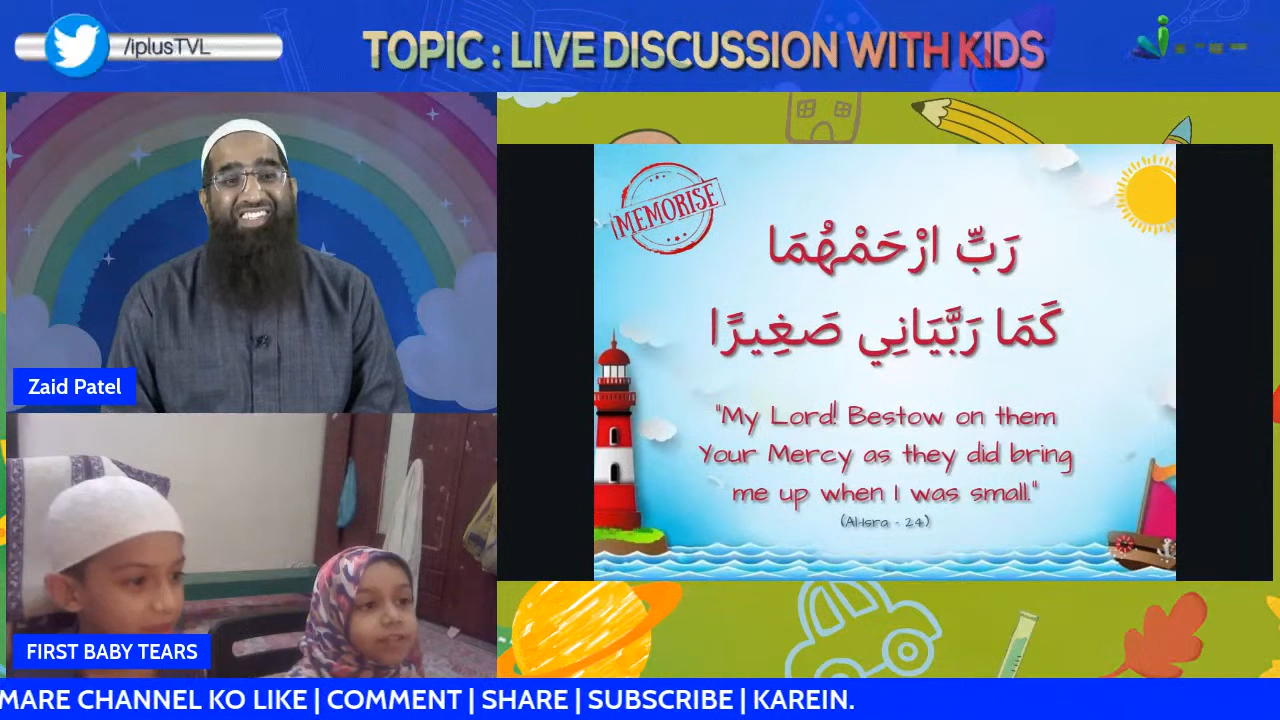 /iplusTVL
TOPIC : LIVE DISCUSSION WITH KIDS
MEMORISE
رَبِّ ارْحَمْهُمَا
كَمَا رَبَّيَانِي صَغِيرًا
"My Lord! Bestow on them
Your Mercy as they did bring
me up when I was small."
(Al-Isra - 24)
Zaid Patel
FIRST BABY TEARS
MARE CHANNEL KO LIKE | COMMENT | SHARE | SUBSCRIBE | KAREIN.